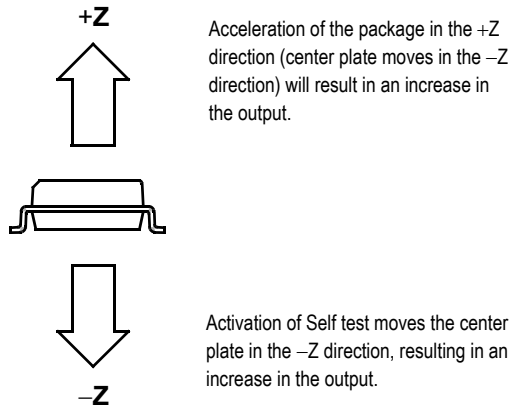 +Z
Acceleration of the package in the +Z
direction (center plate moves in the −Z
direction) will result in an increase in
the output.
Activation of Self test moves the center
plate in the −Z direction, resulting in an
increase in the output.
−Z